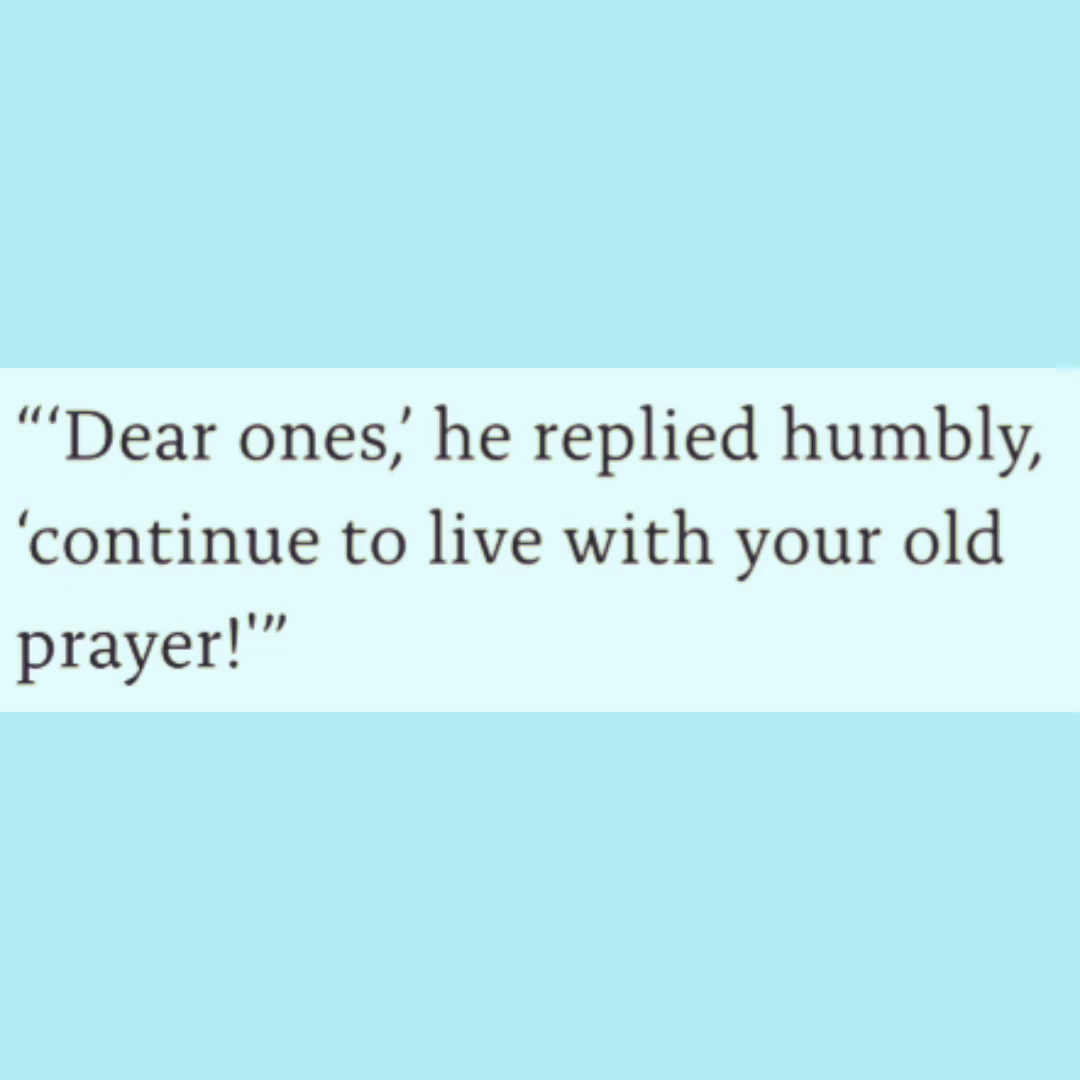 “‘Dear ones,’ he replied humbly,
‘continue to live with your old
prayer!'”